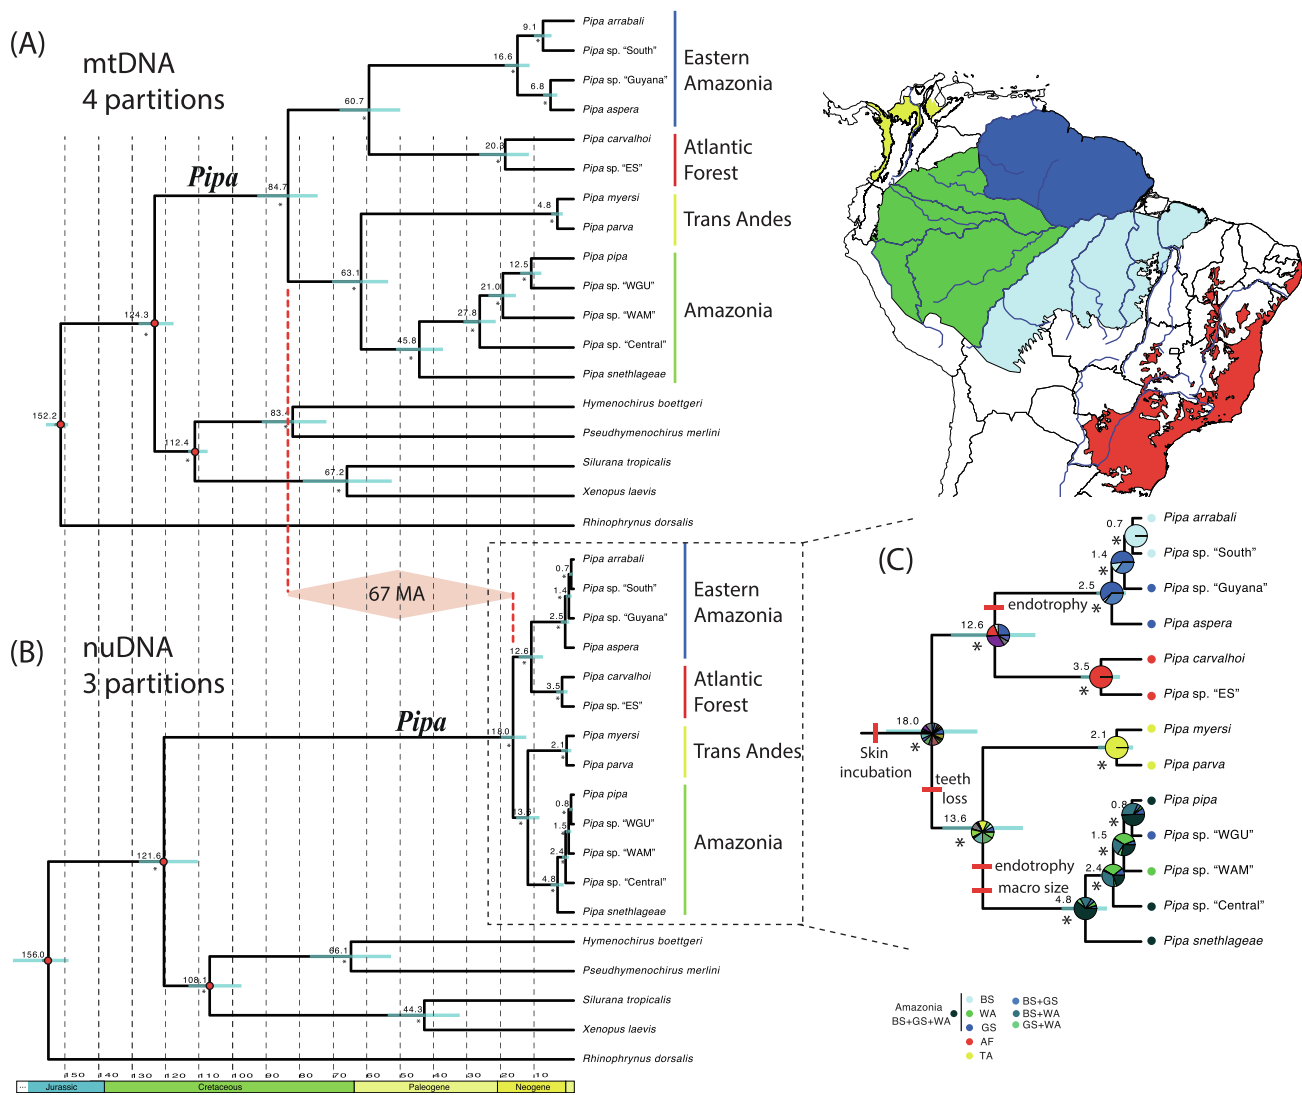 (A)
mtDNA
4 partitions
Pipa
152.2
124.3
84.7
60.7
16.6
9.1
6.8
20.3
63.1
4.8
45.8
27.8
21.0
12.5
112.4
67.2
Pipa arrabali
Pipa sp. “South”
Pipa sp. “Guyana”
Pipa aspera
Pipa carvalhoi
Pipa sp. “ES”
Pipa myersi
Pipa parva
Pipa pipa
Pipa sp. “WGU”
Pipa sp. “WAM”
Pipa sp. “Central”
Pipa snethlageae
Hymenochirus boettgeri
Pseudhymenochirus merlini
Silurana tropicalis
Xenopus laevis
Rhinophrynus dorsalis
Eastern
Amazonia
Atlantic
Forest
Trans Andes
Amazonia
67 MA
(B)
nuDNA
3 partitions
Pipa
156.0
121.6
18.0
12.6
2.5
1.4
0.7
3.5
2.1
13.6
4.8
2.4
1.5
0.8
108.1
66.1
44.3
Pipa arrabali
Pipa sp. “South”
Pipa sp. “Guyana”
Pipa aspera
Pipa carvalhoi
Pipa sp. “ES”
Pipa myersi
Pipa parva
Pipa pipa
Pipa sp. “WGU”
Pipa sp. “WAM”
Pipa sp. “Central”
Pipa snethlageae
Hymenochirus boettgeri
Pseudhymenochirus merlini
Silurana tropicalis
Xenopus laevis
Rhinophrynus dorsalis
Eastern
Amazonia
Atlantic
Forest
Trans Andes
Amazonia
150 140 130 120 110 100 90 80 70 60 50 40 30 20 10
... Jurassic Cretaceous Paleogene Neogene
(C)
Skin
incubation
teeth
loss
endotrophy
endotrophy
macro size
18.0
12.6
2.5
1.4
0.7
3.5
13.6
2.1
4.8
2.4
1.5
0.8
Pipa arrabali
Pipa sp. “South”
Pipa sp. “Guyana”
Pipa aspera
Pipa carvalhoi
Pipa sp. “ES”
Pipa myersi
Pipa parva
Pipa pipa
Pipa sp. “WGU”
Pipa sp. “WAM”
Pipa sp. “Central”
Pipa snethlageae
Amazonia
BS+GS+WA
BS
WA
GS
AF
TA
BS+GS
BS+WA
GS+WA